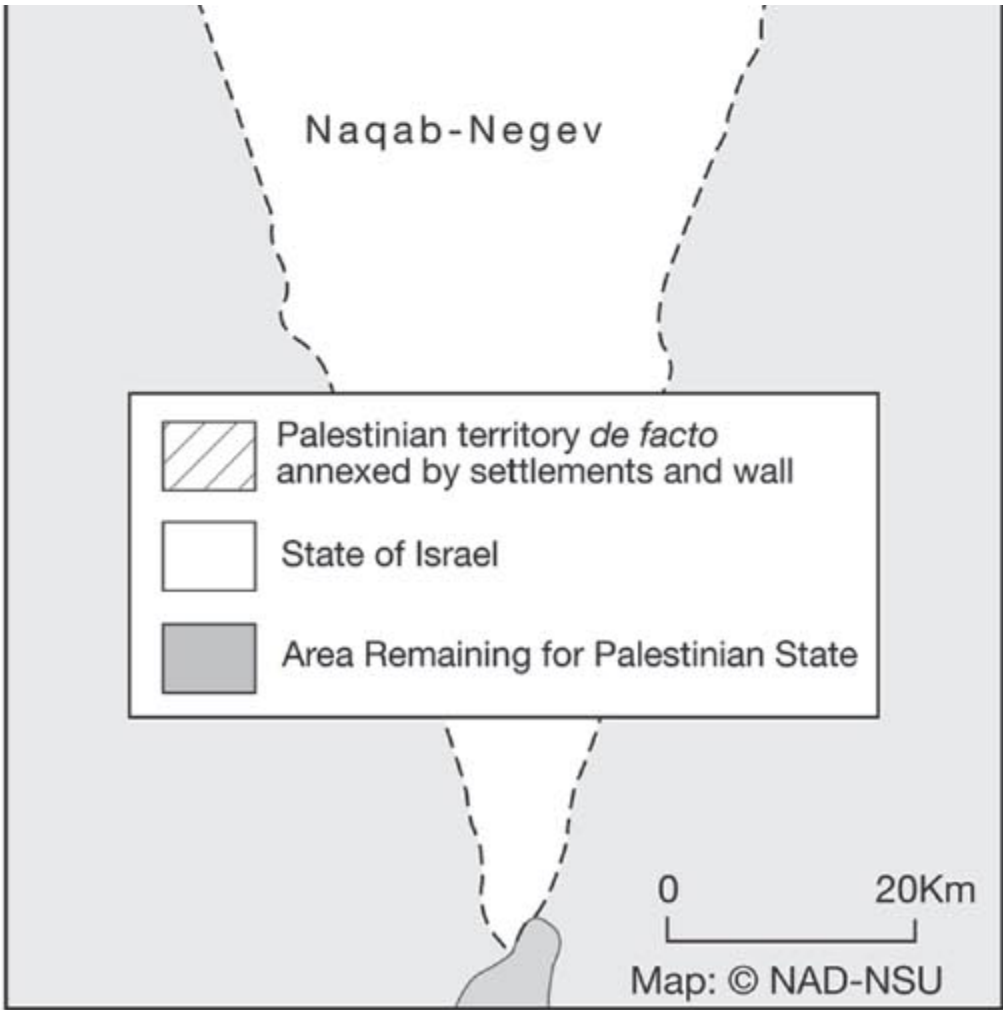 Naqab-Negev
Palestinian territory de facto
annexed by settlements and wall
State of Israel
Area Remaining for Palestinian State
0 20Km
Map: © NAD-NSU